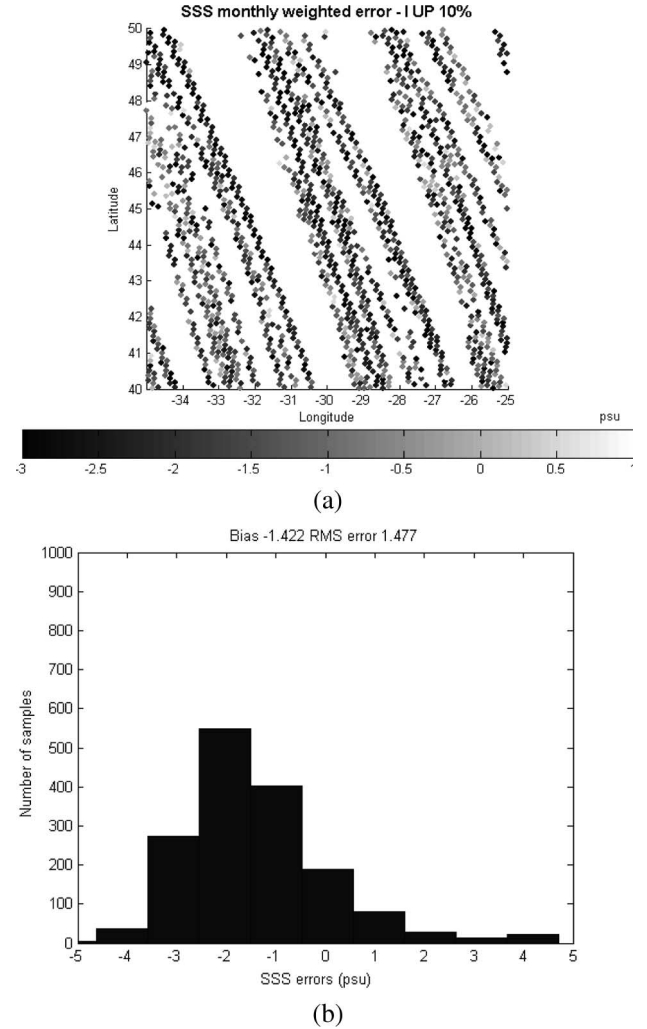 SSS monthly weighted error - I UP 10%
50
49
48
47
46
45
44
43
42
41
40
Latitude
-34 -33 -32 -31 -30 -29 -28 -27 -26 -25
Longitude
psu
-3 -2.5 -2 -1.5 -1 -0.5 0 0.5 1
(a)
Bias -1.422 RMS error 1.477
1000
900
800
700
600
500
400
300
200
100
0
Number of samples
-5 -4 -3 -2 -1 0 1 2 3 4 5
SSS errors (psu)
(b)